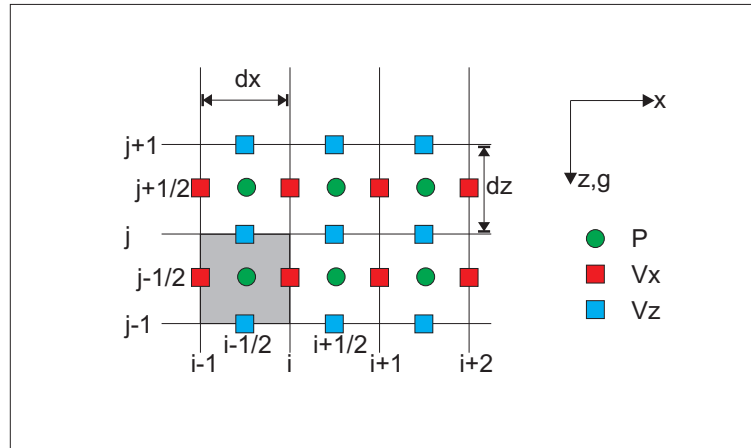 dx
x
j+1
j+1/2
dz
z,g
j
P
j-1/2
Vx
j-1
Vz
i-1/2
i+1/2
i-1
i
i+1
i+2